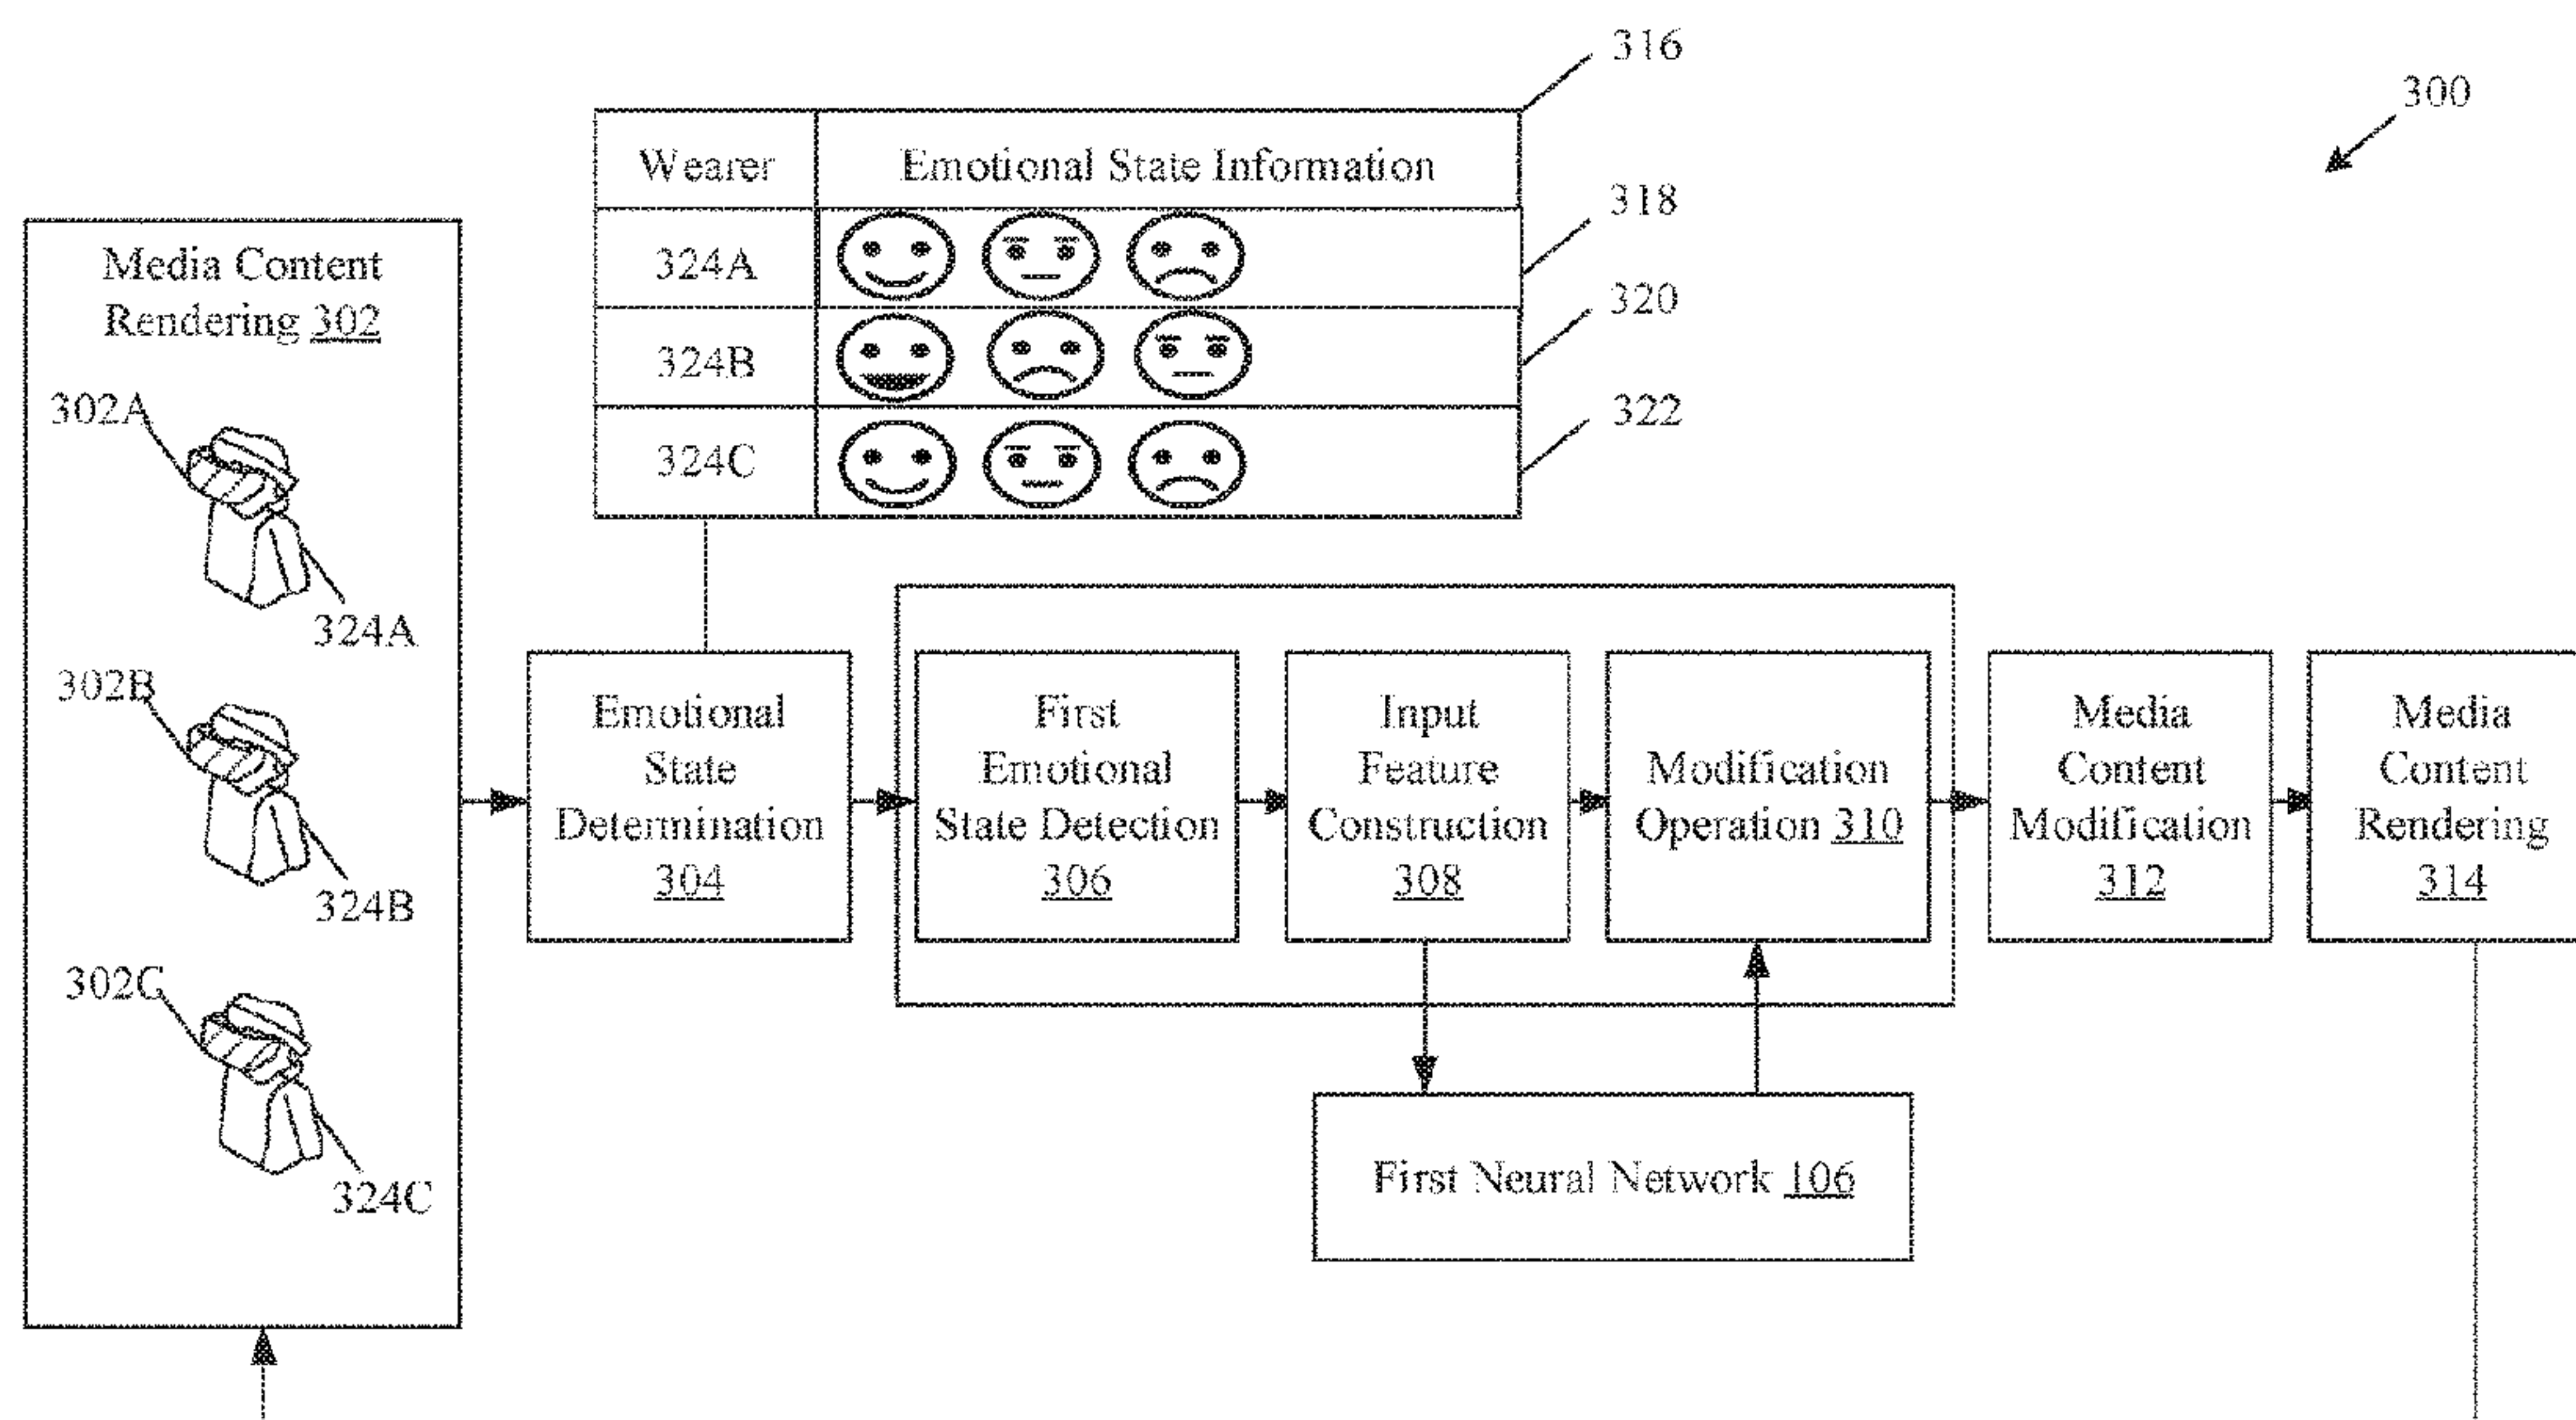 316
300
Wearer Emotional State Information
318
324A
320
324B
322
324C
Media Content
Rendering 302
302A
324A
302B
324B
302C
324C
Emotional
State
Determination
304
First
Emotional
State Detection
306
Input
Feature
Construction
308
Modification
Operation 310
Media
Content
Modification
312
Media
Content
Rendering
314
First Neural Network 106